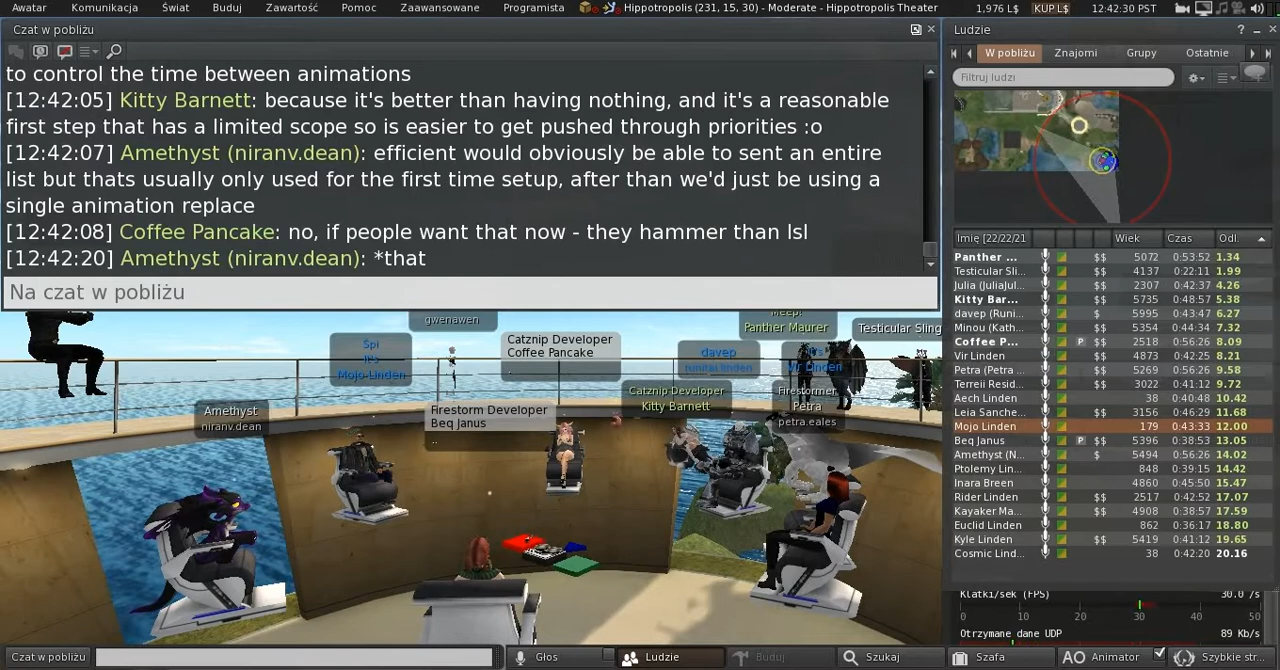 Awatar Komunikacja Świat Buduj Zawartość Pomoc Zaawansowane Programista Hippotropolis (231, 15, 30) - Moderate - Hippotropolis Theater 1,976 L$ KUP L$ 12:42:30 PST
Czat w pobliżu
to control the time between animations
[12:42:05] Kitty Barnett: because it's better than having nothing, and it's a reasonable
first step that has a limited scope so is easier to get pushed through priorities :o
[12:42:07] Amethyst (niranv.dean): efficient would obviously be able to sent an entire
list but thats usually only used for the first time setup, after than we'd just be using a
single animation replace
[12:42:08] Coffee Pancake: no, if people want that now - they hammer than lsl
[12:42:20] Amethyst (niranv.dean): *that
Na czat w pobliżu
gwenawen
Meep!
Panther Maurer
Testicular Sling
Spi
It's
Mojo Linden
Catznip Developer
Coffee Pancake
davep
runitai.linden
It's
Vir Linden
Catznip Developer
Kitty Barnett
Firestormer
Petra
petra.eales
Amethyst
niranv.dean
Firestorm Developer
Beq Janus
Ludzie
W pobliżu Znajomi Grupy Ostatnie
Filtruj ludzi
Imię [22/22/21 Wiek Czas Odl.
Panther ... $$ 5072 0:53:52 1.34
Testicular Sli... $$ 4137 0:22:11 1.99
Julia (JuliaJul... $$ 2307 0:42:37 4.26
Kitty Bar... $$ 5735 0:48:57 5.38
davep (Runi... $ 5995 0:43:47 6.27
Minou (Kath... $$ 5354 0:44:34 7.32
Coffee P... P $$ 2518 0:56:26 8.09
Vir Linden $$ 4873 0:42:25 8.21
Petra (Petra ... $$ 5269 0:56:26 9.58
Terreii Resid... $$ 3022 0:41:12 9.72
Aech Linden 38 0:40:48 10.42
Leia Sanche... $$ 3156 0:46:29 11.68
Mojo Linden 179 0:43:33 12.00
Beq Janus P $$ 5396 0:38:53 13.05
Amethyst (N... $ 5494 0:56:26 14.02
Ptolemy Lin... 848 0:39:15 14.42
Inara Breen 4860 0:45:50 15.47
Rider Linden $$ 2517 0:42:52 17.07
Kayaker Ma... $$ 4908 0:38:57 17.59
Euclid Linden 862 0:36:17 18.80
Kyle Linden $$ 5419 0:41:12 19.65
Cosmic Lind... 38 0:42:20 20.16
Klatki/sek (FPS) 30.0 /s
0 10 20 30 40 50
Otrzymane dane UDP 89 Kb/s
Czat w pobliżu Głos Ludzie Buduj Szukaj Szafa AO Animator Szybkie str...